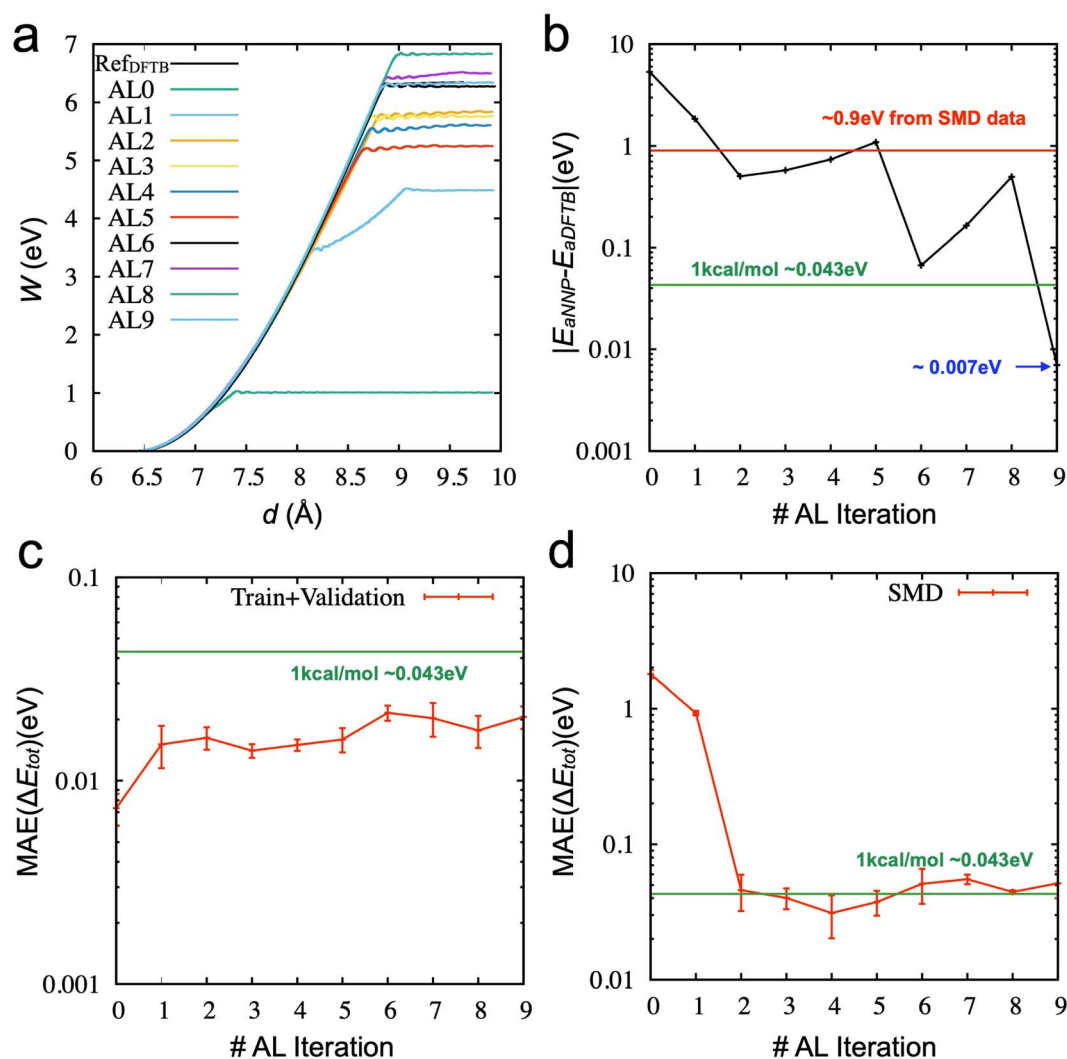 a
7
6
5
4
3
2
1
0
W (eV)
Ref_DFTB
AL0
AL1
AL2
AL3
AL4
AL5
AL6
AL7
AL8
AL9
6 6.5 7 7.5 8 8.5 9 9.5 10
d (Å)
b
10
1
0.1
0.01
0.001
|E_aNNP-E_aDFTB|(eV)
~0.9eV from SMD data
1kcal/mol ~0.043eV
~ 0.007eV
0 1 2 3 4 5 6 7 8 9
# AL Iteration
c
0.1
0.01
0.001
MAE(ΔE_tot)(eV)
Train+Validation
1kcal/mol ~0.043eV
0 1 2 3 4 5 6 7 8 9
# AL Iteration
d
10
1
0.1
0.01
MAE(ΔE_tot)(eV)
SMD
1kcal/mol ~0.043eV
0 1 2 3 4 5 6 7 8 9
# AL Iteration